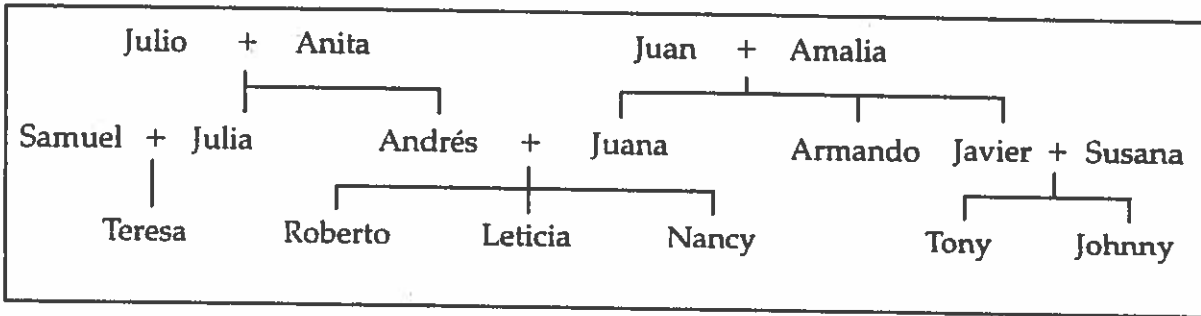 Julio + Anita Juan + Amalia
Samuel + Julia Andrés + Juana Armando Javier + Susana
Teresa Roberto Leticia Nancy Tony Johnny